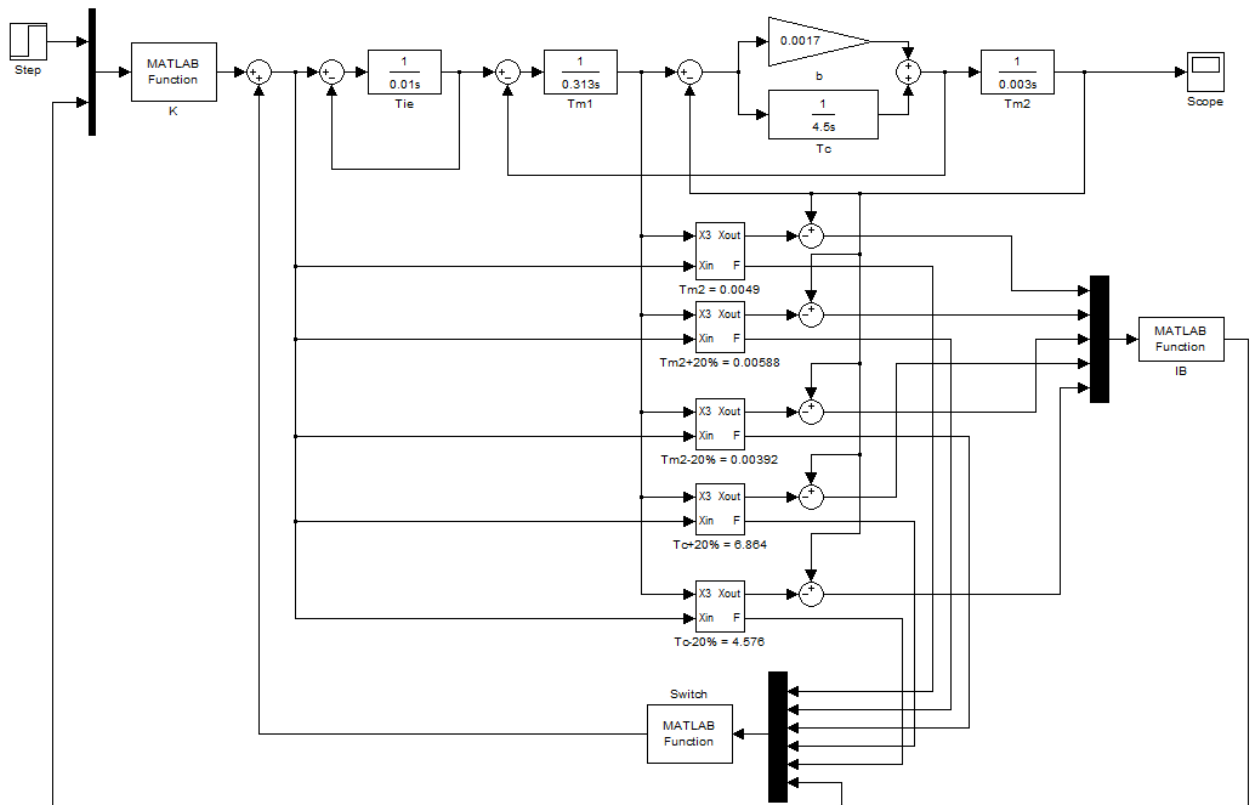 Step
MATLAB
Function
K
+
+
+
-
1
0.01s
Tie
+
-
1
0.313s
Tm1
+
-
0.0017
b
1
4.5s
Tc
+
+
1
0.003s
Tm2
Scope
X3 Xout
Xin F
Tm2 = 0.0049
+
-
X3 Xout
Xin F
Tm2+20% = 0.00588
+
-
MATLAB
Function
IB
X3 Xout
Xin F
Tm2-20% = 0.00392
+
-
X3 Xout
Xin F
Tc+20% = 6.864
+
-
X3 Xout
Xin F
Tc-20% = 4.576
+
-
Switch
MATLAB
Function